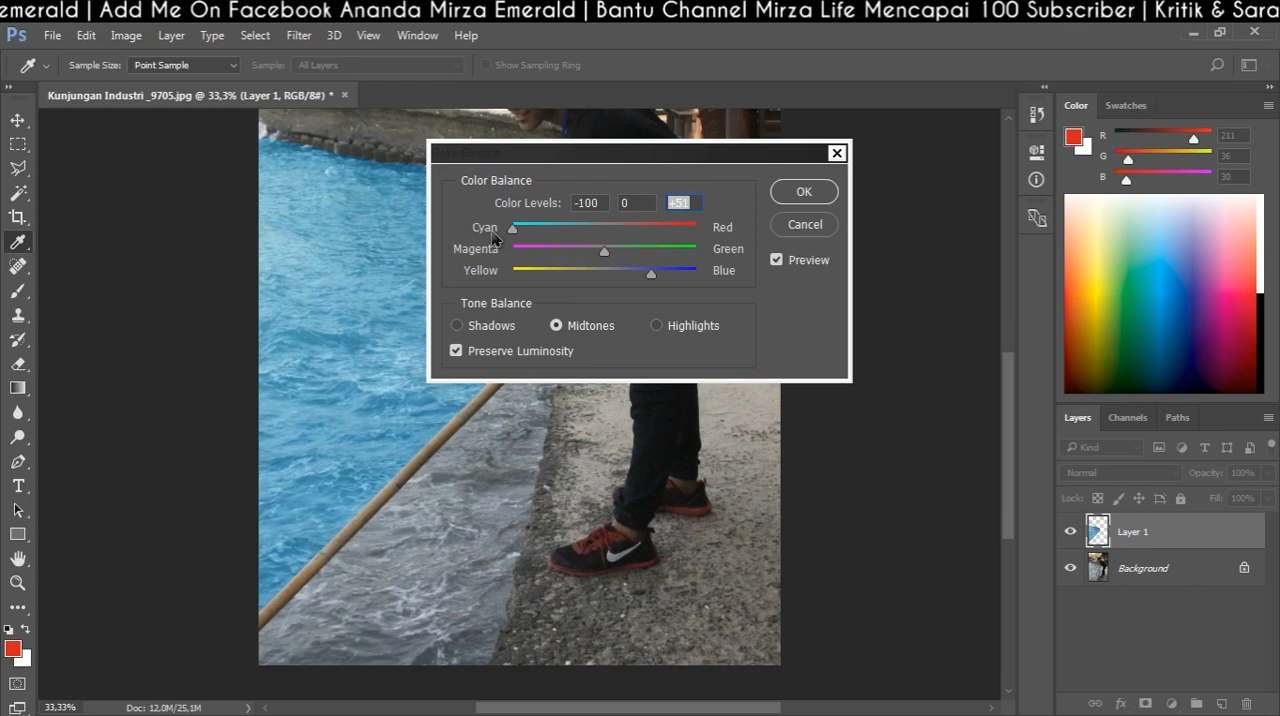 emerald | Add Me On Facebook Ananda Mirza Emerald | Bantu Channel Mirza Life Mencapai 100 Subscriber | Kritik & Sara
Ps File Edit Image Layer Type Select Filter 3D View Window Help
Sample Size: Point Sample Sample: All Layers Show Sampling Ring
Kunjungan Industri _9705.jpg @ 33,3% (Layer 1, RGB/8#) * ×
Color Swatches
R 211
G 36
B 30
Color Balance
Color Levels: -100 0 +51
Cyan Red
Magenta Green
Yellow Blue
OK
Cancel
Preview
Tone Balance
Shadows Midtones Highlights
Preserve Luminosity
Layers Channels Paths
Kind
Normal Opacity: 100%
Lock: Fill: 100%
Layer 1
Background
33,33% Doc: 12,0M/25,1M